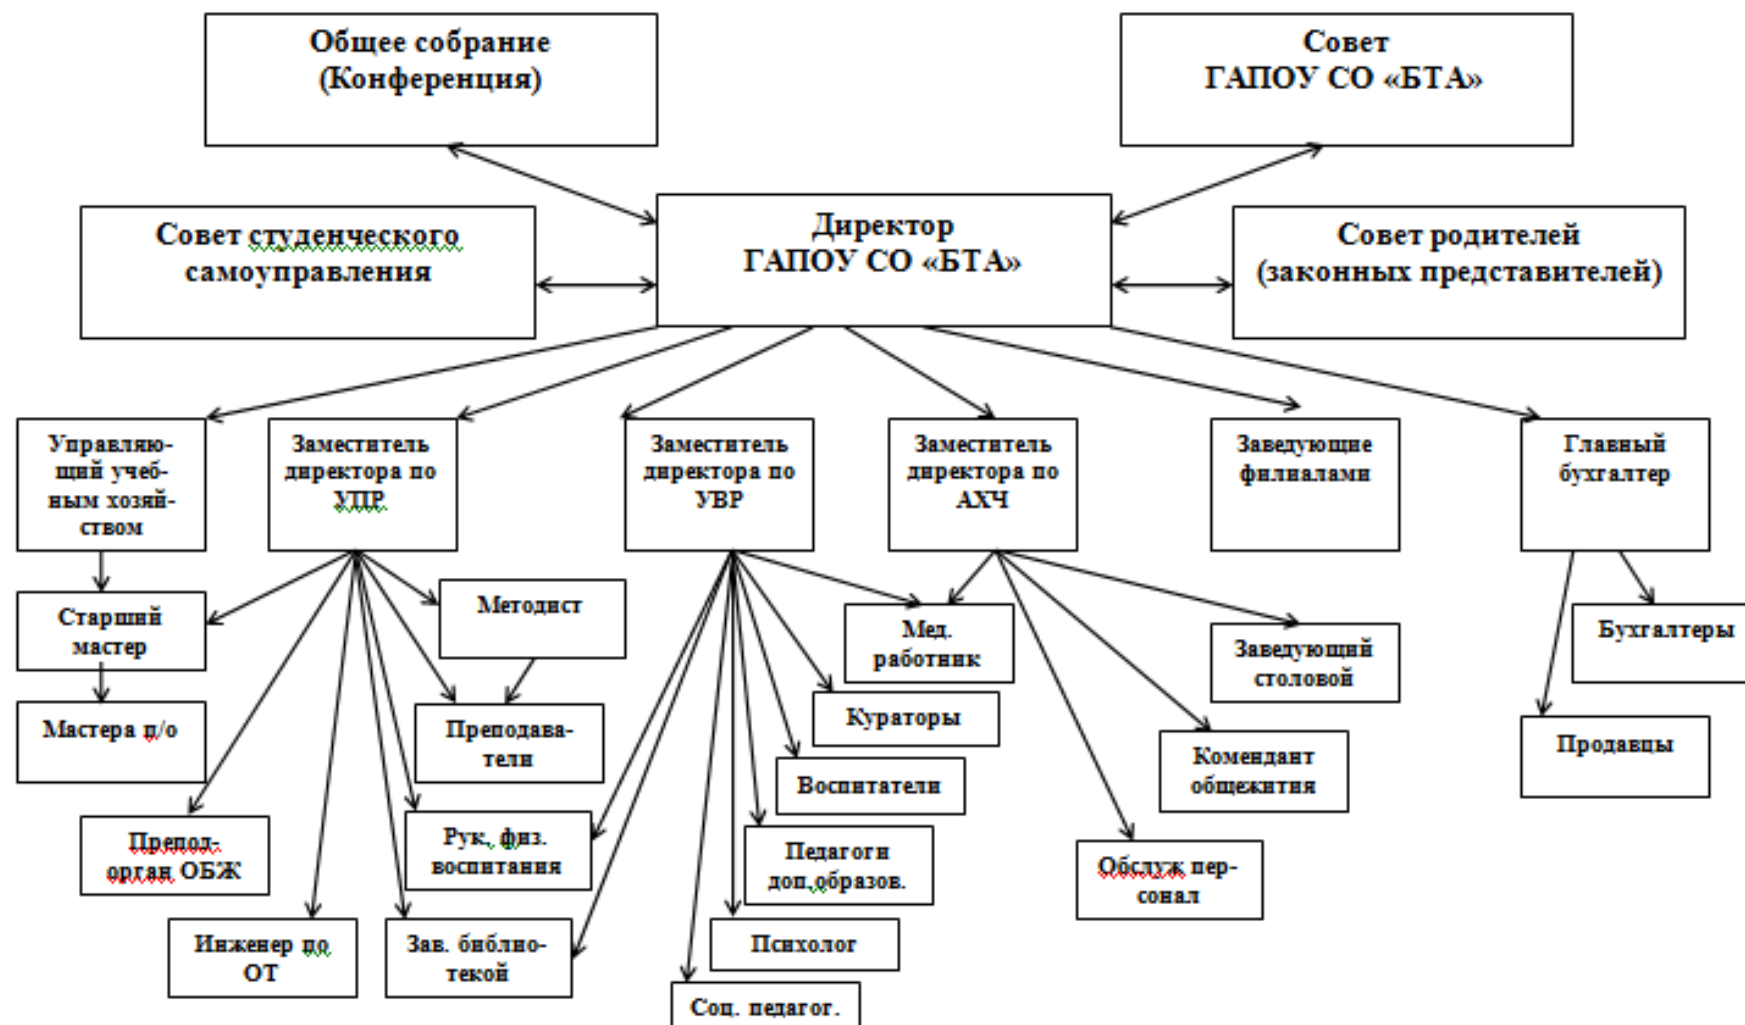 Общее собрание
(Конференция)
Совет
ГАПОУ СО «БТА»
Совет студенческого
самоуправления
Директор
ГАПОУ СО «БТА»
Совет родителей
(законных представителей)
Управляю-
щий учеб-
ным хозяй-
ством
Заместитель
директора по
УПР
Заместитель
директора по
УВР
Заместитель
директора по
АХЧ
Заведующие
филиалами
Главный
бухгалтер
Старший
мастер
Методист
Мед.
работник
Заведующий
столовой
Бухгалтеры
Мастера п/о
Преподава-
тели
Кураторы
Комендант
общежития
Продавцы
Воспитатели
Препод-
орган ОБЖ
Рук. физ.
воспитания
Педагоги
доп.образов.
Обслуж пер-
сонал
Инженер по
ОТ
Зав. библио-
текой
Психолог
Соц. педагог.